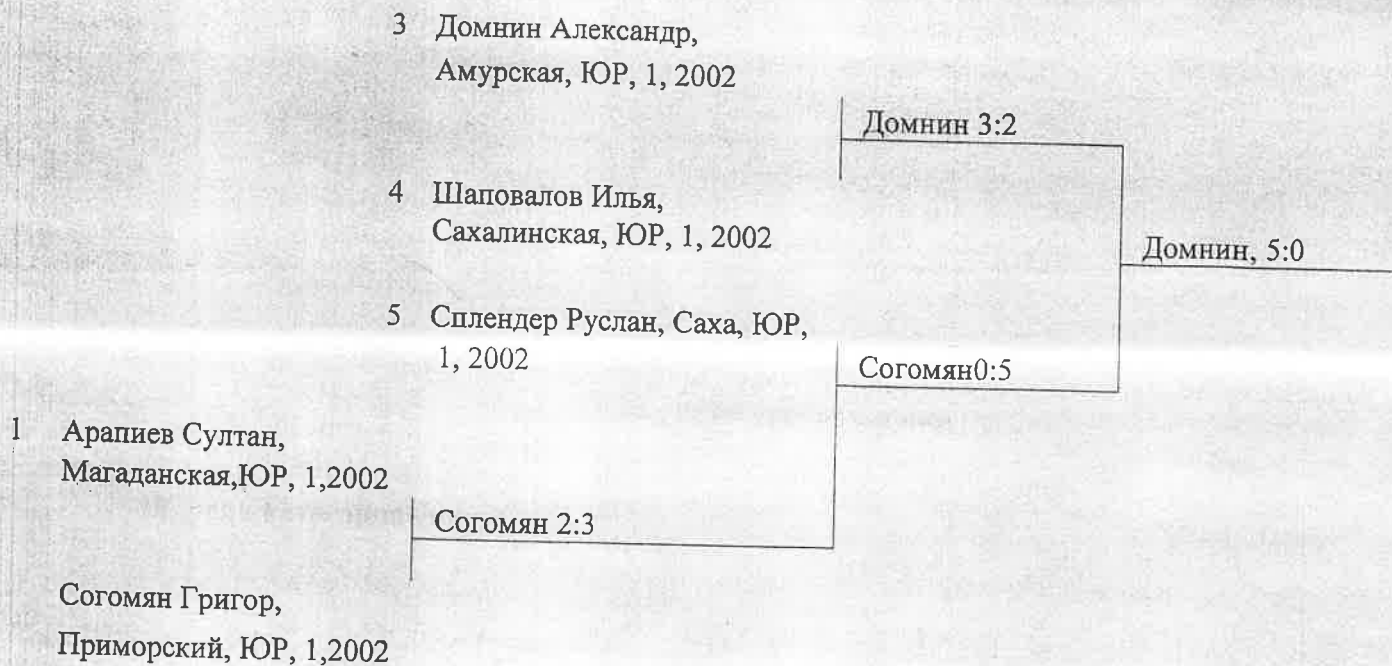 3 Домнин Александр,
Амурская, ЮР, 1, 2002
Домнин 3:2
4 Шаповалов Илья,
Сахалинская, ЮР, 1, 2002
Домнин, 5:0
5 Сплендер Руслан, Саха, ЮР,
1, 2002
Согомян0:5
1 Арапиев Султан,
Магаданская,ЮР, 1,2002
Согомян 2:3
Согомян Григор,
Приморский, ЮР, 1,2002